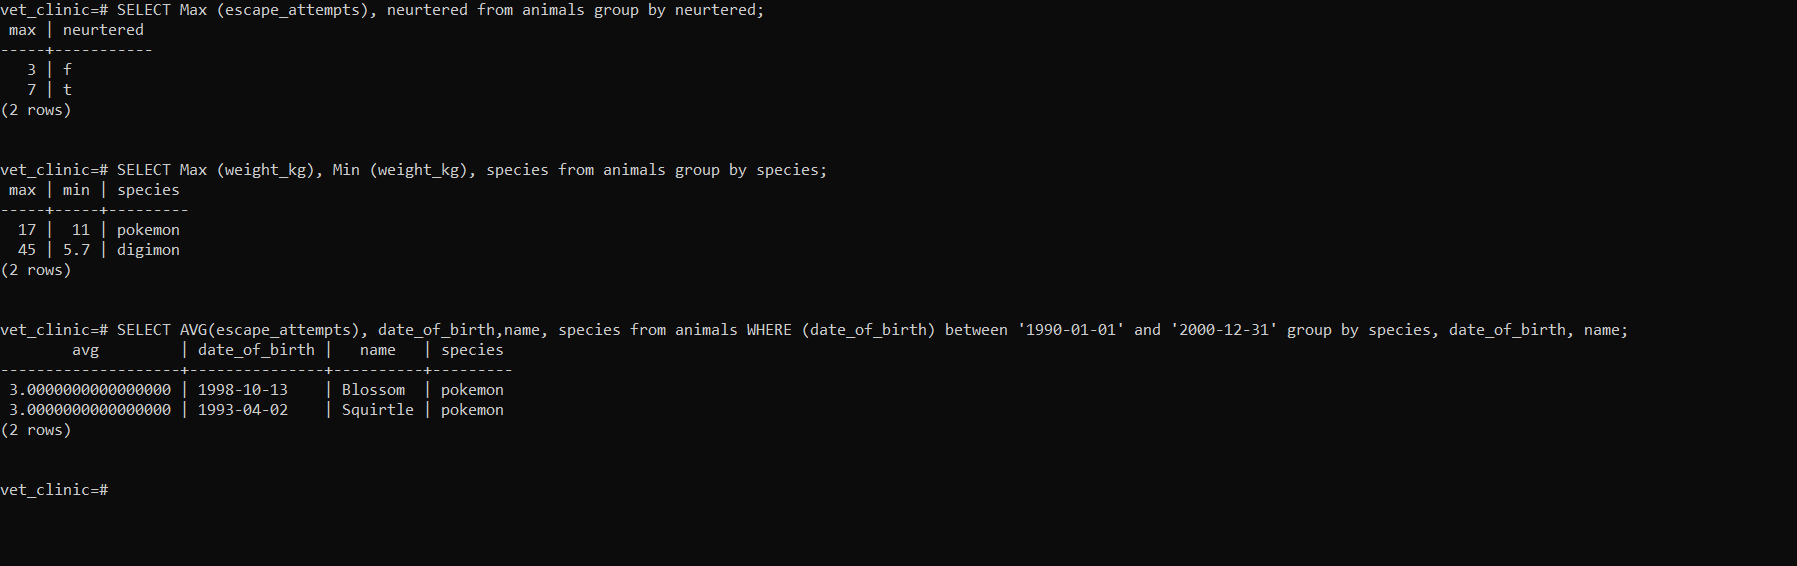 vet_clinic=# SELECT Max (escape_attempts), neurtered from animals group by neurtered;
 max | neurtered
-----+-----------
   3 | f
   7 | t
(2 rows)
vet_clinic=# SELECT Max (weight_kg), Min (weight_kg), species from animals group by species;
 max | min | species
-----+-----+---------
  17 |  11 | pokemon
  45 | 5.7 | digimon
(2 rows)
vet_clinic=# SELECT AVG(escape_attempts), date_of_birth,name, species from animals WHERE (date_of_birth) between '1990-01-01' and '2000-12-31' group by species, date_of_birth, name;
        avg         | date_of_birth |   name   | species
--------------------+---------------+----------+---------
 3.0000000000000000 | 1998-10-13    | Blossom  | pokemon
 3.0000000000000000 | 1993-04-02    | Squirtle | pokemon
(2 rows)
vet_clinic=#